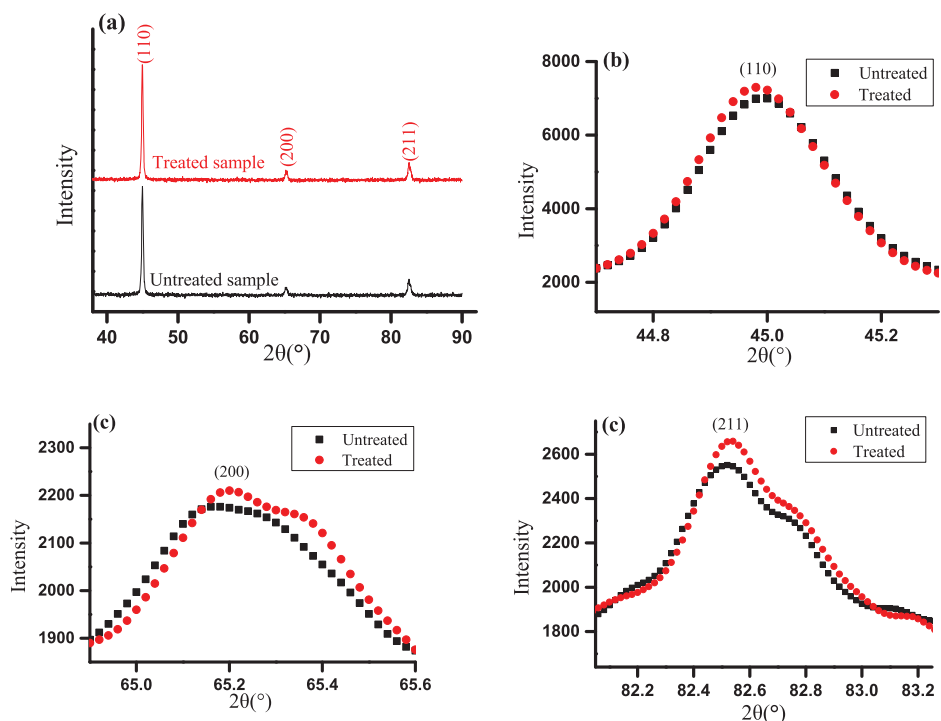 (a)
(110)
(200)
(211)
Treated sample
Untreated sample
Intensity
40 50 60 70 80 90
2θ(°)
(b)
(110)
Untreated
Treated
8000
6000
4000
2000
Intensity
44.8 45.0 45.2
2θ(°)
(c)
(200)
Untreated
Treated
2300
2200
2100
2000
1900
Intensity
65.0 65.2 65.4 65.6
2θ(°)
(c)
(211)
Untreated
Treated
2600
2400
2200
2000
1800
Intensity
82.2 82.4 82.6 82.8 83.0 83.2
2θ(°)